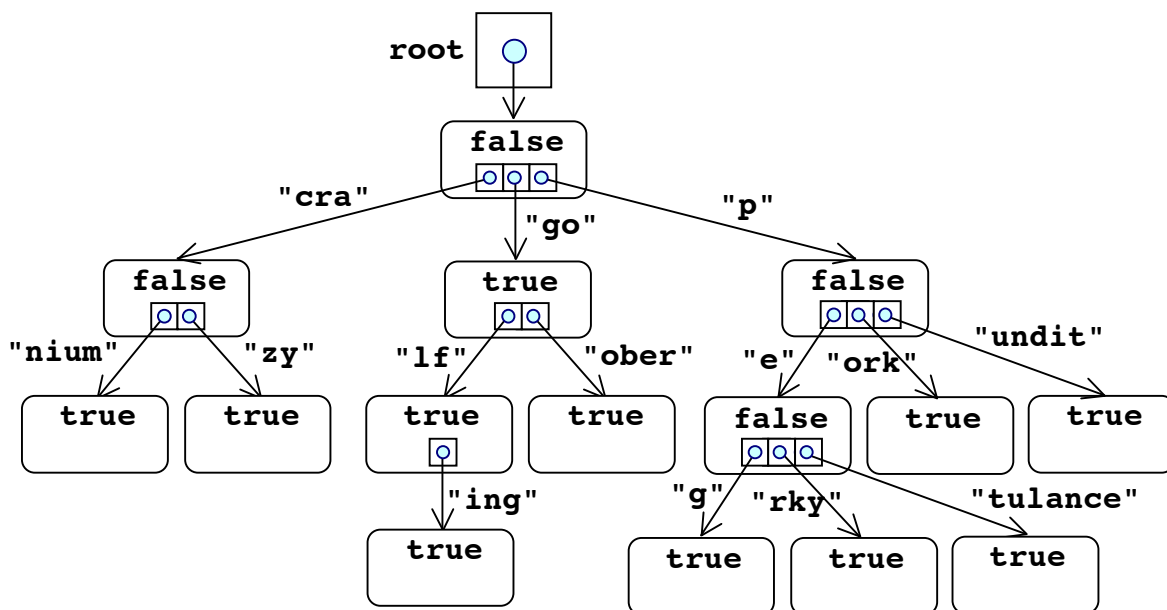 root
false
"cra"
"go"
"p"
false
true
false
"nium"
"zy"
"lf"
"ober"
"e"
"ork"
"undit"
true
true
true
true
false
true
true
"ing"
"g"
"rky"
"tulance"
true
true
true
true